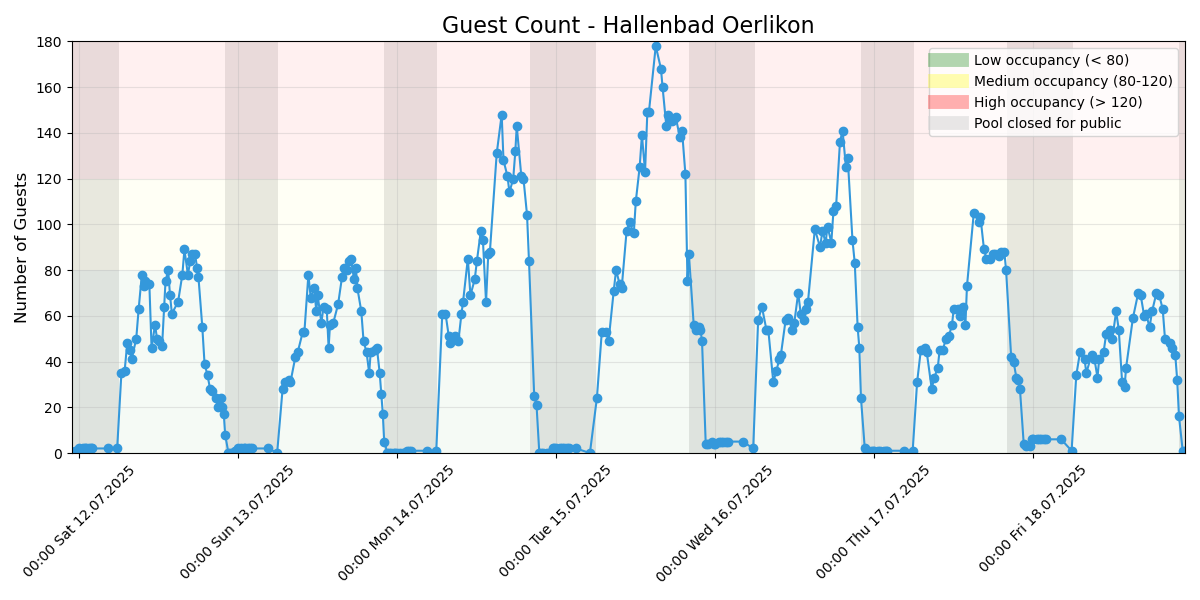 Guest Count - Hallenbad Oerlikon
Number of Guests
180
160
140
120
100
80
60
40
20
0
Low occupancy (< 80)
Medium occupancy (80-120)
High occupancy (> 120)
Pool closed for public
00:00 Sat 12.07.2025
00:00 Sun 13.07.2025
00:00 Mon 14.07.2025
00:00 Tue 15.07.2025
00:00 Wed 16.07.2025
00:00 Thu 17.07.2025
00:00 Fri 18.07.2025